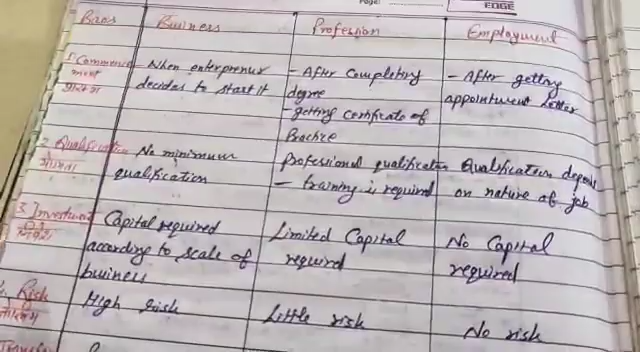 Page:
EDGE
Basis Business Profession Employment
1. Commencement
- When enterpreneur
decides to start it
- After Completing
degree
- getting certificate of
Practice
- After getting
appointment letter
2. Qualification
No minimum
qualification
Professional qualification
- training is required
Qualification depends
on nature of job
3. Investment
Capital required
according to scale of
business
Limited Capital
required
No Capital
required
4. Risk
High risk
Little risk
No risk